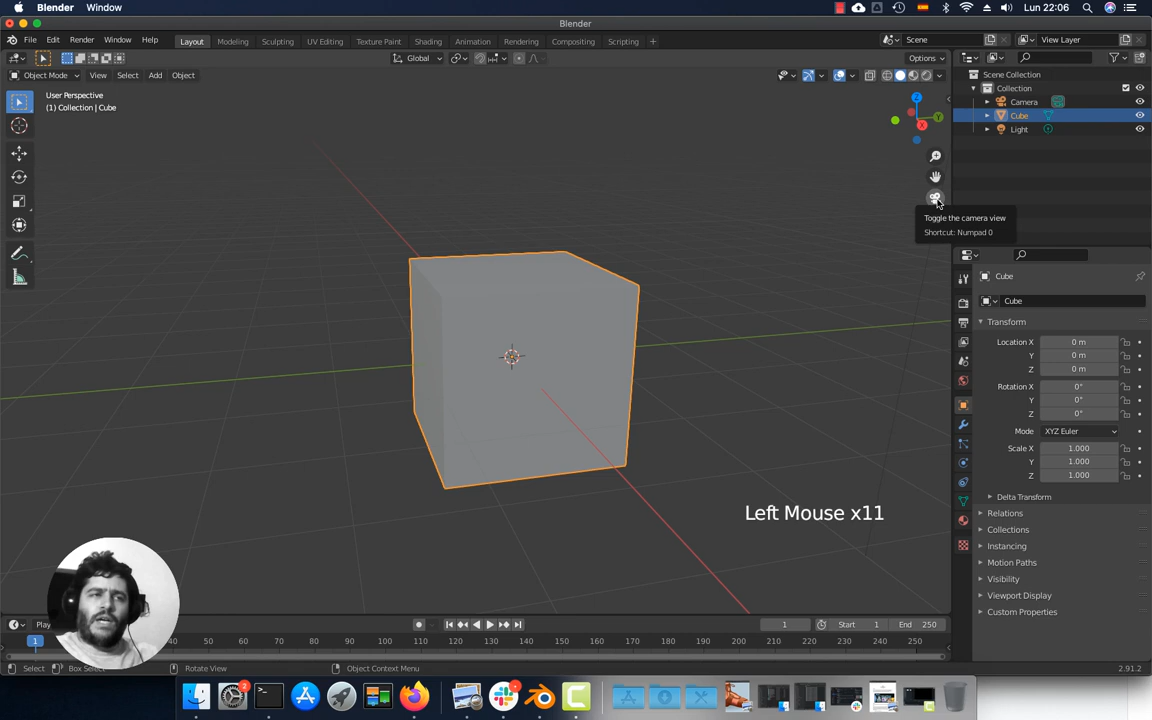 Blender Window Lun 22:06
Blender
File Edit Render Window Help Layout Modeling Sculpting UV Editing Texture Paint Shading Animation Rendering Compositing Scripting + Scene View Layer
Global Options
Object Mode View Select Add Object
User Perspective
(1) Collection | Cube
Z
Y
X
Toggle the camera view
Shortcut: Numpad 0
Scene Collection
Collection
Camera
Cube
Light
Cube
Cube
Transform
Location X 0 m
Y 0 m
Z 0 m
Rotation X 0°
Y 0°
Z 0°
Mode XYZ Euler
Scale X 1.000
Y 1.000
Z 1.000
Delta Transform
Relations
Collections
Instancing
Motion Paths
Visibility
Viewport Display
Custom Properties
Left Mouse x11
1 Start 1 End 250
1 40 50 60 70 80 90 100 110 120 130 140 150 160 170 180 190 200 210 220 230 240 250
Select Rotate View Object Context Menu 2.91.2
2